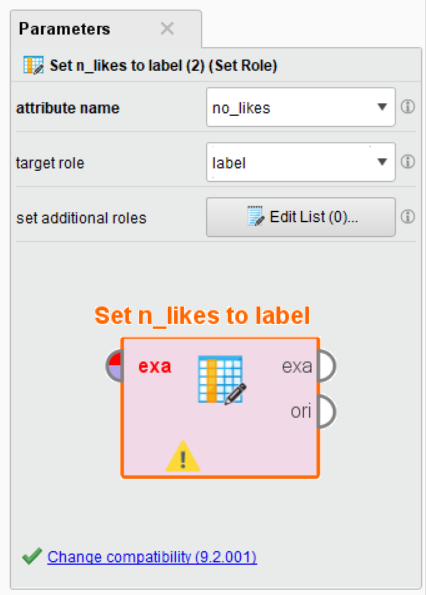 Parameters
Set n_likes to label (2) (Set Role)
attribute name no_likes
target role label
set additional roles Edit List (0)...
Set n_likes to label
exa exa
ori
Change compatibility (9.2.001)